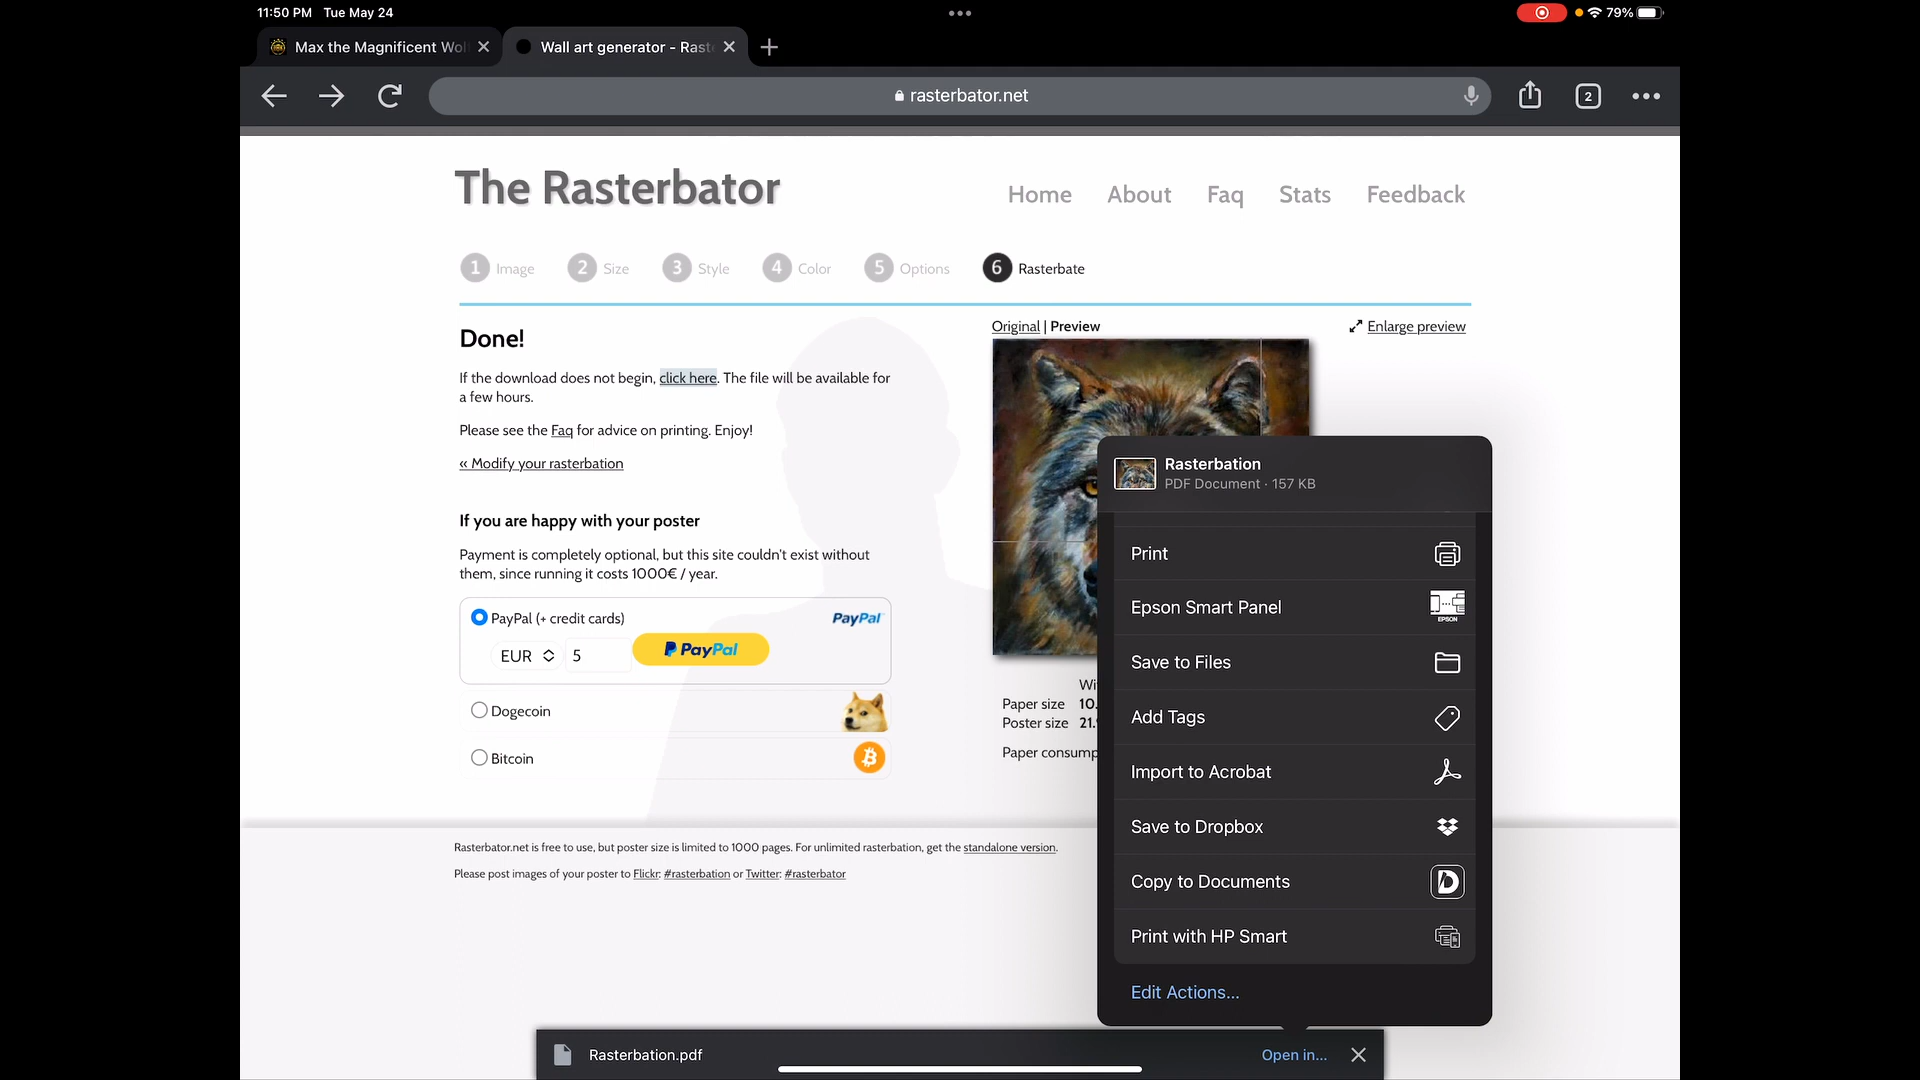 11:50 PM Tue May 24
79%
Max the Magnificent Wol
Wall art generator - Rast
rasterbator.net
2
The Rasterbator
Home About Faq Stats Feedback
1 Image 2 Size 3 Style 4 Color 5 Options 6 Rasterbate
Done!
If the download does not begin, click here. The file will be available for
a few hours.
Please see the Faq for advice on printing. Enjoy!
« Modify your rasterbation
If you are happy with your poster
Payment is completely optional, but this site couldn't exist without
them, since running it costs 1000€ / year.
PayPal (+ credit cards) PayPal
EUR 5 PayPal
Dogecoin
Bitcoin
Original | Preview Enlarge preview
Paper size 10.
Poster size 21.
Paper consump
Rasterbation
PDF Document · 157 KB
Print
Epson Smart Panel
EPSON
Save to Files
Add Tags
Import to Acrobat
Save to Dropbox
Copy to Documents
Print with HP Smart
Edit Actions...
Rasterbator.net is free to use, but poster size is limited to 1000 pages. For unlimited rasterbation, get the standalone version.
Please post images of your poster to Flickr: #rasterbation or Twitter: #rasterbator
Rasterbation.pdf Open in...